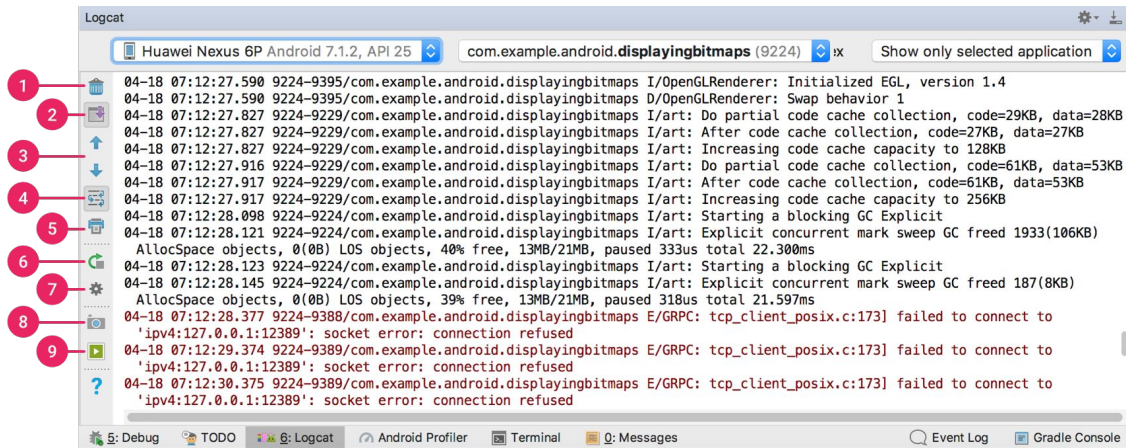 Logcat
Huawei Nexus 6P Android 7.1.2, API 25
com.example.android.displayingbitmaps (9224)
Show only selected application
04-18 07:12:27.590 9224-9395/com.example.android.displayingbitmaps I/OpenGLRenderer: Initialized EGL, version 1.4
04-18 07:12:27.590 9224-9395/com.example.android.displayingbitmaps D/OpenGLRenderer: Swap behavior 1
04-18 07:12:27.827 9224-9229/com.example.android.displayingbitmaps I/art: Do partial code cache collection, code=29KB, data=28KB
04-18 07:12:27.827 9224-9229/com.example.android.displayingbitmaps I/art: After code cache collection, code=27KB, data=27KB
04-18 07:12:27.827 9224-9229/com.example.android.displayingbitmaps I/art: Increasing code cache capacity to 128KB
04-18 07:12:27.916 9224-9229/com.example.android.displayingbitmaps I/art: Do partial code cache collection, code=61KB, data=53KB
04-18 07:12:27.917 9224-9229/com.example.android.displayingbitmaps I/art: After code cache collection, code=61KB, data=53KB
04-18 07:12:27.917 9224-9229/com.example.android.displayingbitmaps I/art: Increasing code cache capacity to 256KB
04-18 07:12:28.098 9224-9224/com.example.android.displayingbitmaps I/art: Starting a blocking GC Explicit
04-18 07:12:28.121 9224-9224/com.example.android.displayingbitmaps I/art: Explicit concurrent mark sweep GC freed 1933(106KB)
AllocSpace objects, 0(0B) LOS objects, 40% free, 13MB/21MB, paused 333us total 22.300ms
04-18 07:12:28.123 9224-9224/com.example.android.displayingbitmaps I/art: Starting a blocking GC Explicit
04-18 07:12:28.145 9224-9224/com.example.android.displayingbitmaps I/art: Explicit concurrent mark sweep GC freed 187(8KB)
AllocSpace objects, 0(0B) LOS objects, 39% free, 13MB/21MB, paused 318us total 21.597ms
04-18 07:12:28.377 9224-9388/com.example.android.displayingbitmaps E/GRPC: tcp_client_posix.c:173] failed to connect to
'ipv4:127.0.0.1:12389': socket error: connection refused
04-18 07:12:29.374 9224-9389/com.example.android.displayingbitmaps E/GRPC: tcp_client_posix.c:173] failed to connect to
'ipv4:127.0.0.1:12389': socket error: connection refused
04-18 07:12:30.375 9224-9389/com.example.android.displayingbitmaps E/GRPC: tcp_client_posix.c:173] failed to connect to
'ipv4:127.0.0.1:12389': socket error: connection refused
1
2
3
4
5
6
7
8
9
?
5: Debug
TODO
6: Logcat
Android Profiler
Terminal
0: Messages
Event Log
Gradle Console